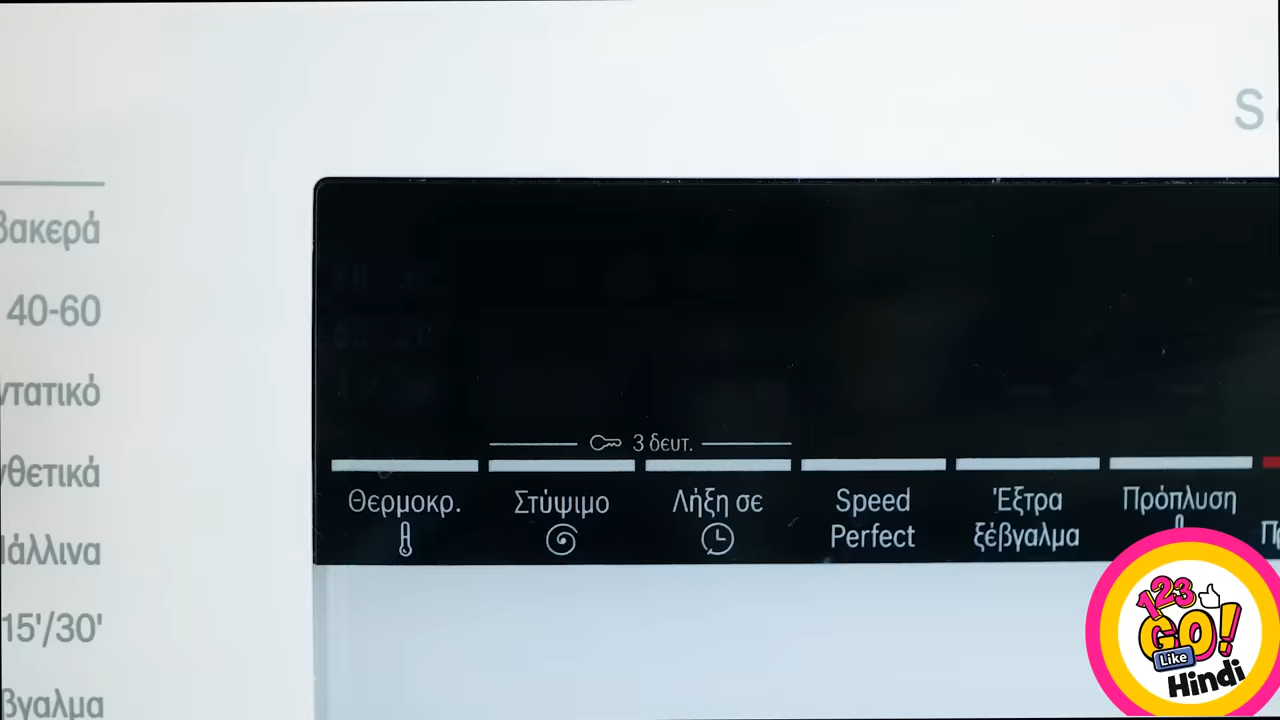 S
βακερά
40-60
ντατικό
νθετικά
άλλινα
15'/30'
βγαλμα
3 δευτ.
Θερμοκρ.
Στύψιμο
Λήξη σε
Speed
Perfect
Έξτρα
ξέβγαλμα
Πρόπλυση
123
GO!
Like
Hindi